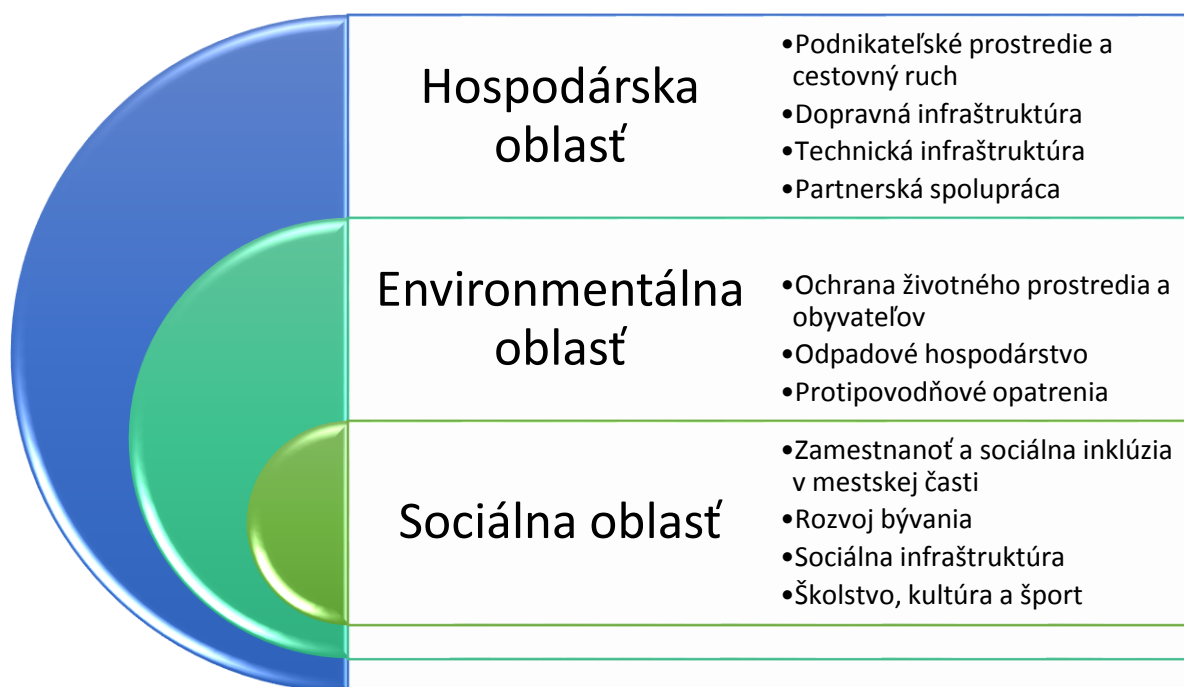 Hospodárska
oblasť
•Podnikateľské prostredie a
cestovný ruch
•Dopravná infraštruktúra
•Technická infraštruktúra
•Partnerská spolupráca
Environmentálna
oblasť
•Ochrana životného prostredia a
obyvateľov
•Odpadové hospodárstvo
•Protipovodňové opatrenia
Sociálna oblasť
•Zamestnanoť a sociálna inklúzia
v mestskej časti
•Rozvoj bývania
•Sociálna infraštruktúra
•Školstvo, kultúra a šport